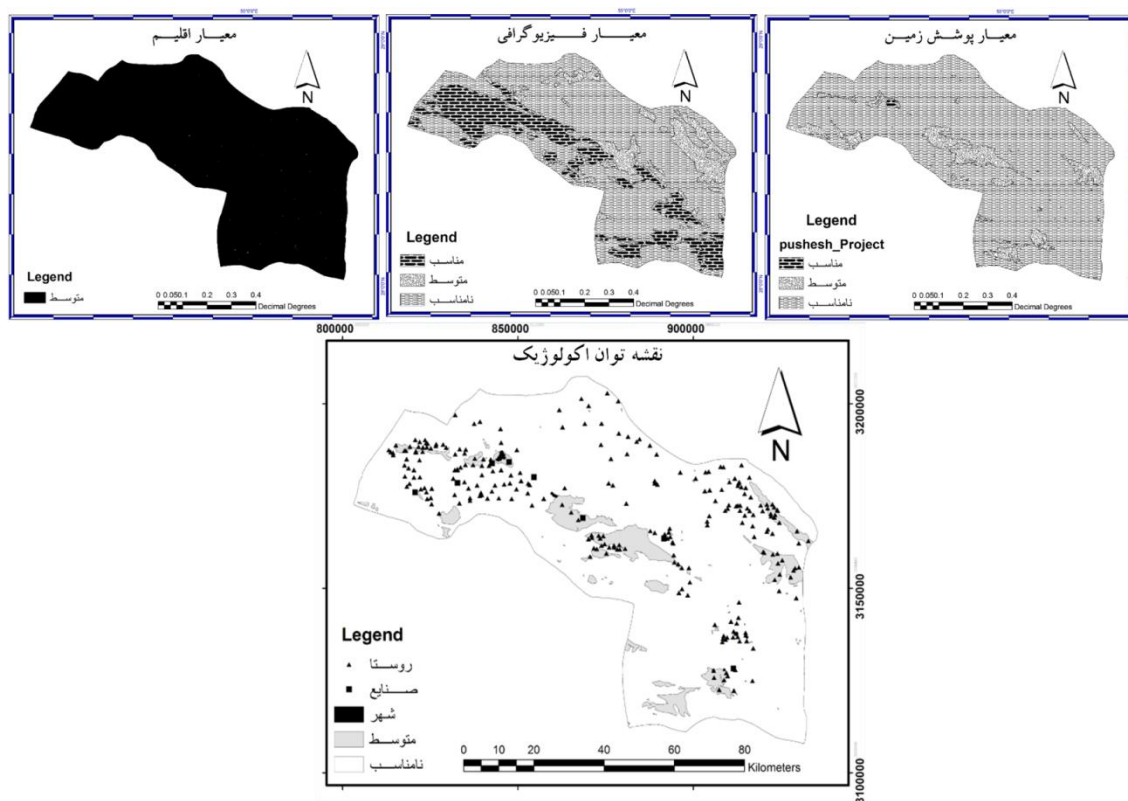 معیار اقلیم
N
Legend
متوسط
0 0.050.1 0.2 0.3 0.4
Decimal Degrees
معیار فیزیوگرافی
N
Legend
مناسب
متوسط
نامناسب
0 0.050.1 0.2 0.3 0.4
Decimal Degrees
معیار پوشش زمین
N
Legend
pushesh_Project
مناسب
متوسط
نامناسب
0 0.050.1 0.2 0.3 0.4
Decimal Degrees
800000 850000 900000
نقشه توان اکولوژیک
N
3200000
3150000
3100000
Legend
روستا
صنایع
شهر
متوسط
نامناسب
0 10 20 40 60 80
Kilometers